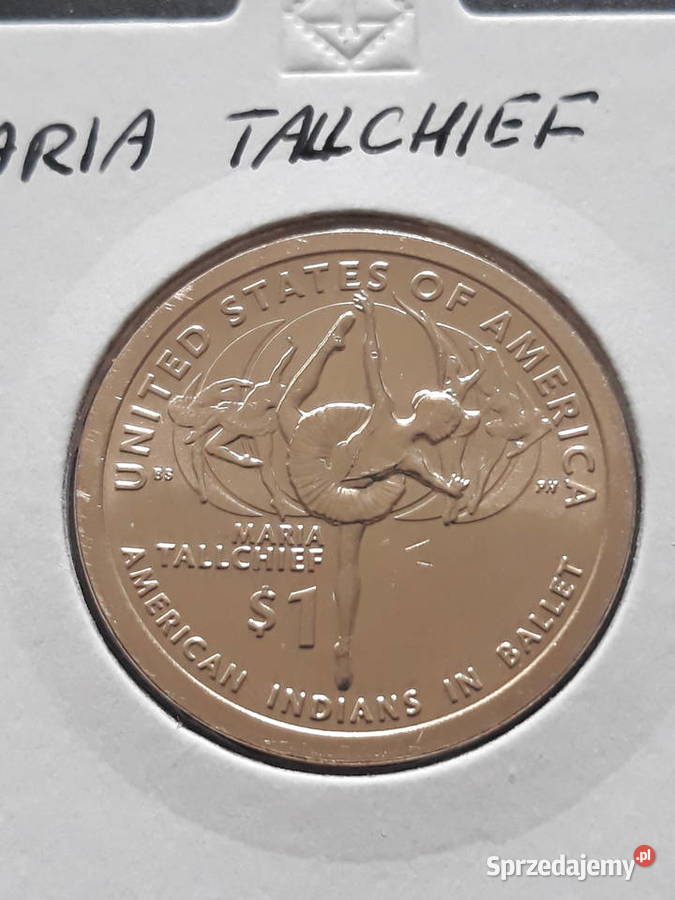 ARIA TALLCHIEF
UNITED STATES OF AMERICA
BS
PH
MARIA
TALLCHIEF
$1
AMERICAN INDIANS IN BALLET
Sprzedajemy.pl